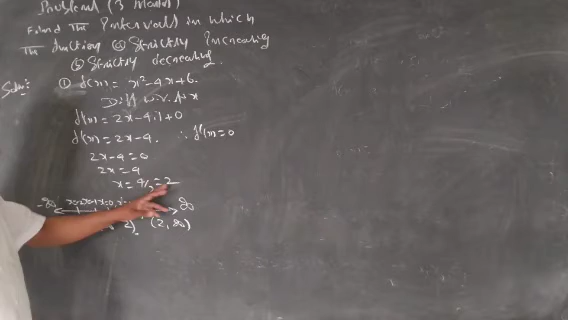 Problem (3 Marks)
Find The Intervals in which
The function (a) Strictly Increasing
(b) Strictly decreasing.
Soln:
① f(x) = x²-4x+6.
Diff w.r.t x
f'(x) = 2x-4.1+0
f'(x) = 2x-4. ∴ f'(x)=0
2x-4=0
2x=4
x=4/2=2
-∞ ∞
2) (2, ∞)